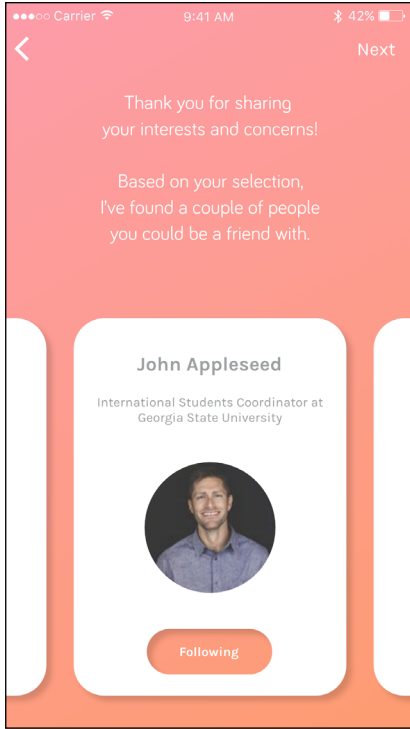 Carrier 9:41 AM 42%
Next
Thank you for sharing
your interests and concerns!
Based on your selection,
I've found a couple of people
you could be a friend with.
John Appleseed
International Students Coordinator at
Georgia State University
Following